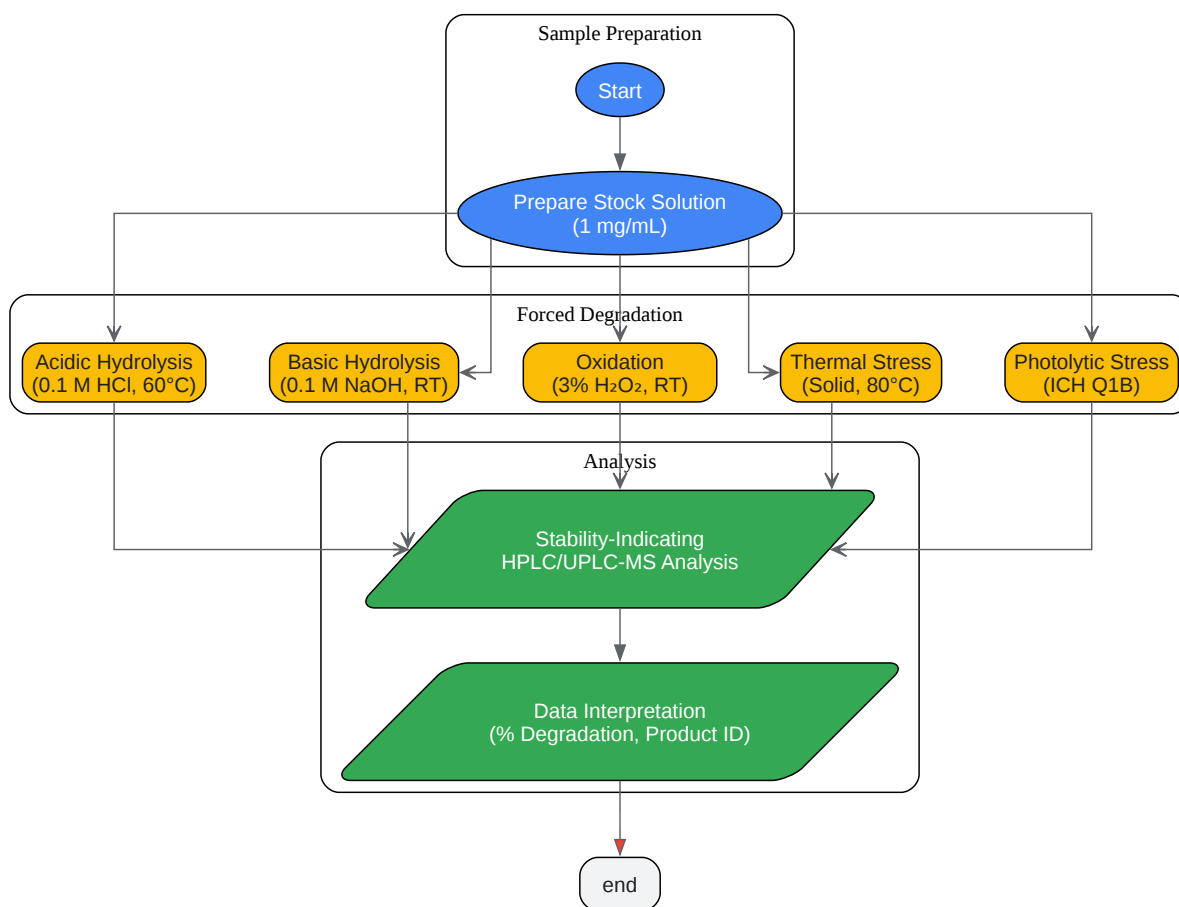 Sample Preparation
Start
Prepare Stock Solution
(1 mg/mL)
Forced Degradation
Acidic Hydrolysis
(0.1 M HCl, 60°C)
Basic Hydrolysis
(0.1 M NaOH, RT)
Oxidation
(3% H₂O₂, RT)
Thermal Stress
(Solid, 80°C)
Photolytic Stress
(ICH Q1B)
Analysis
Stability-Indicating
HPLC/UPLC-MS Analysis
Data Interpretation
(% Degradation, Product ID)
end